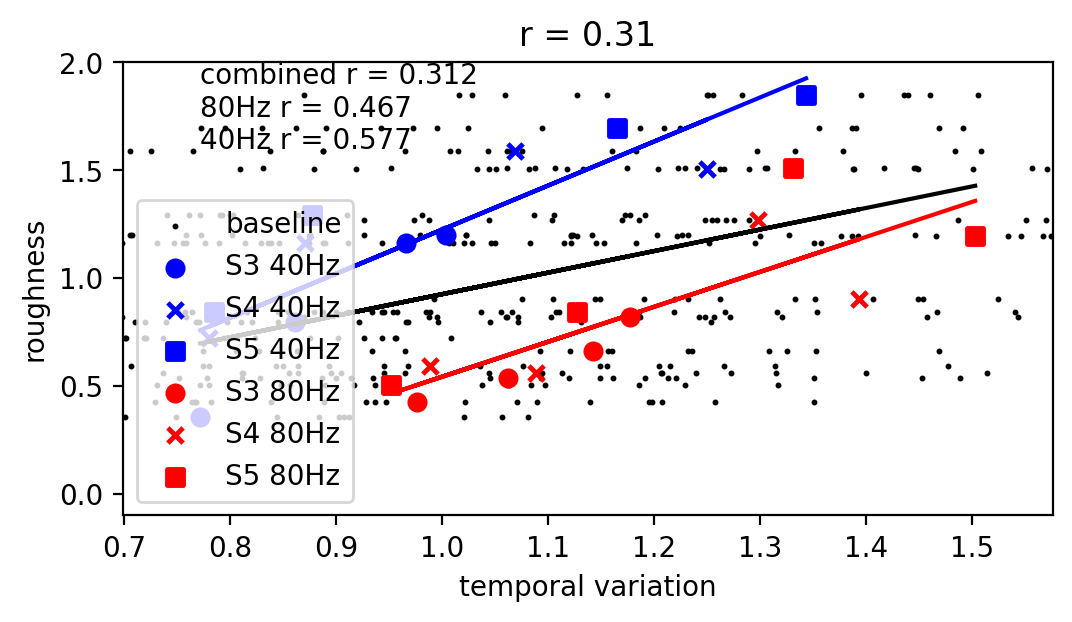 r = 0.31
combined r = 0.312
80Hz r = 0.467
40Hz r = 0.577
2.0
1.5
1.0
0.5
0.0
roughness
baseline
S3 40Hz
S4 40Hz
S5 40Hz
S3 80Hz
S4 80Hz
S5 80Hz
0.7 0.8 0.9 1.0 1.1 1.2 1.3 1.4 1.5
temporal variation